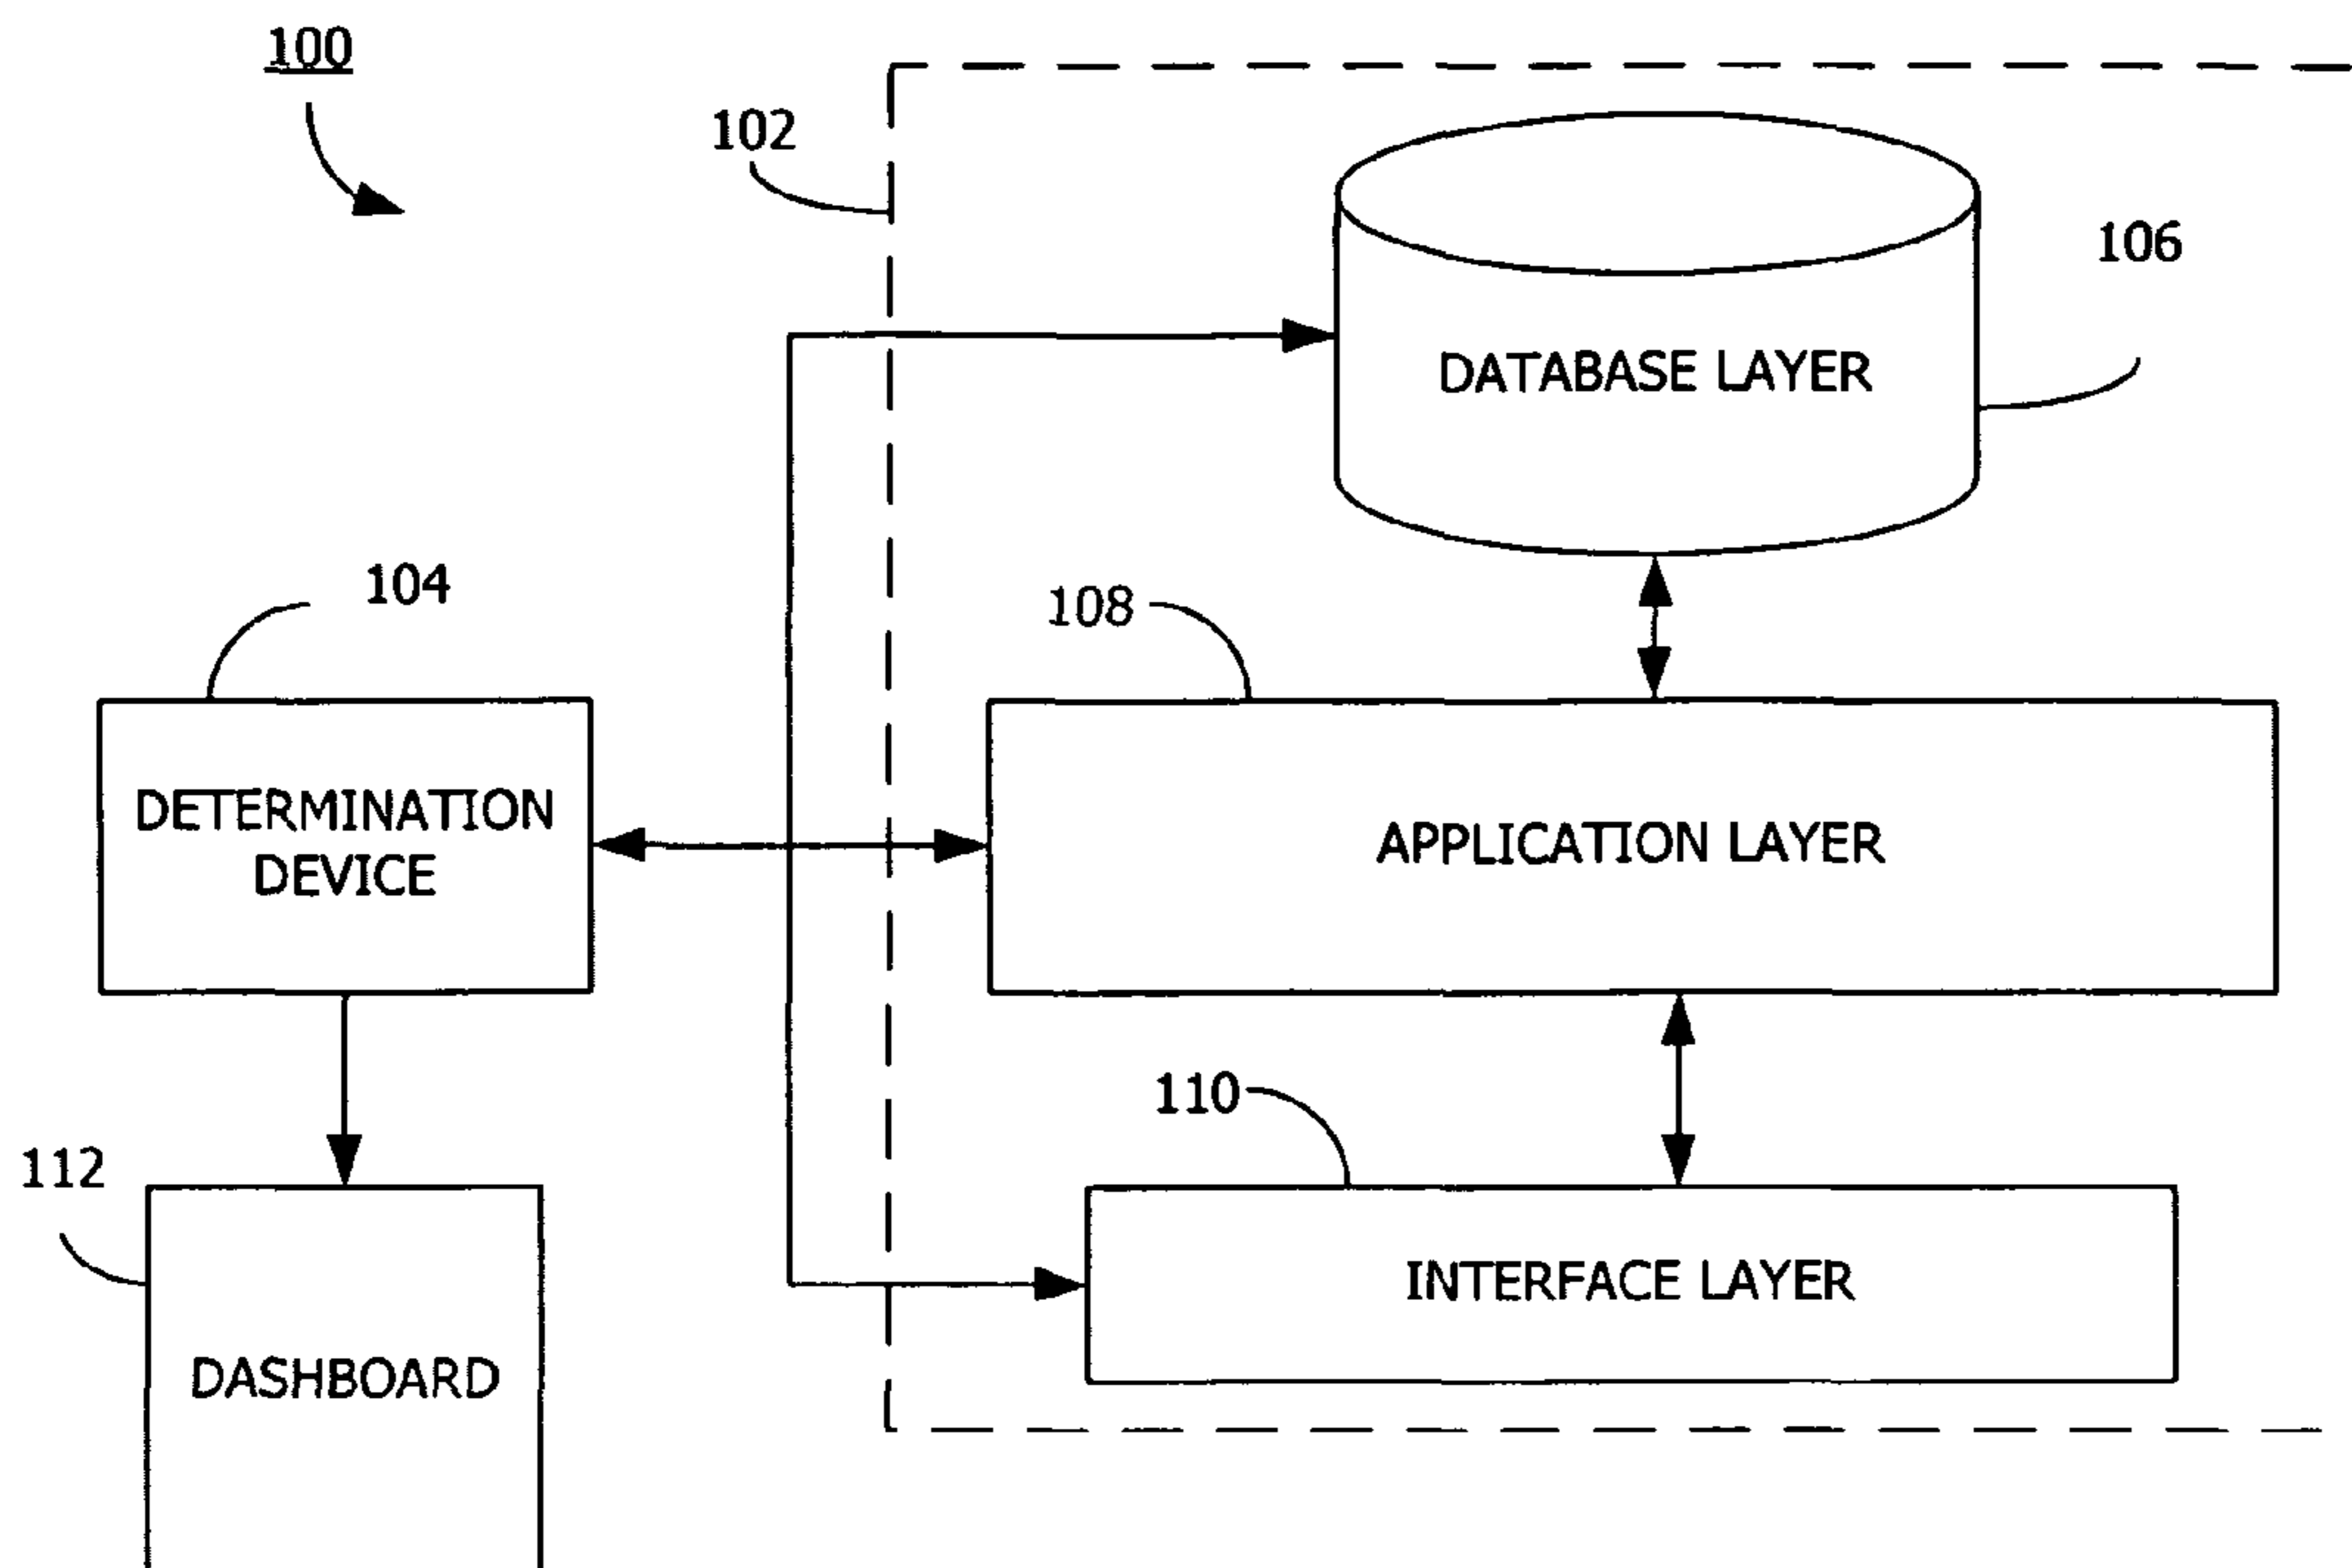 100
102
106
DATABASE LAYER
104
108
DETERMINATION
DEVICE
APPLICATION LAYER
110
112
INTERFACE LAYER
DASHBOARD